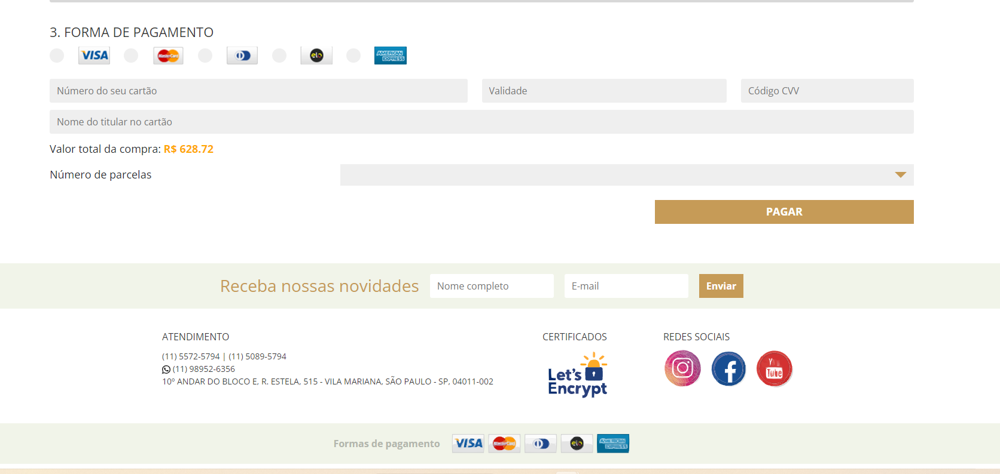 3. FORMA DE PAGAMENTO
VISA MasterCard elo AMERICAN EXPRESS
Número do seu cartão Validade Código CVV
Nome do titular no cartão
Valor total da compra: R$ 628.72
Número de parcelas
PAGAR
Receba nossas novidades Nome completo E-mail Enviar
ATENDIMENTO
(11) 5572-5794 | (11) 5089-5794
(11) 98952-6356
10º ANDAR DO BLOCO E, R. ESTELA, 515 - VILA MARIANA, SÃO PAULO - SP, 04011-002
CERTIFICADOS
Let's
Encrypt
REDES SOCIAIS
You
Tube
Formas de pagamento VISA MasterCard elo AMERICAN EXPRESS